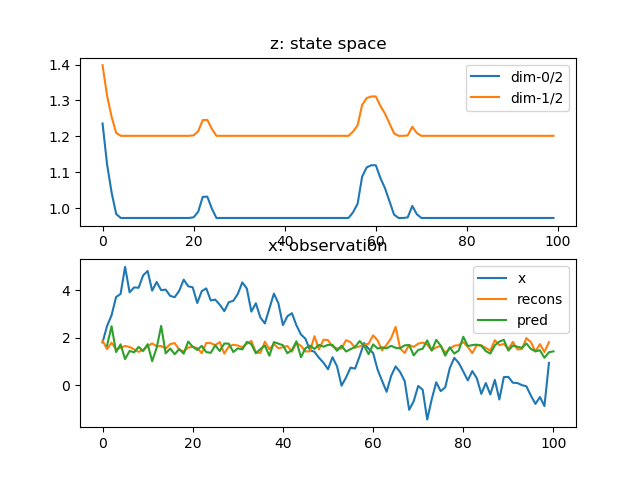 z: state space
1.4
1.3
1.2
1.1
1.0
dim-0/2
dim-1/2
0 20 40 60 80 100
x: observation
4
2
0
x
recons
pred
0 20 40 60 80 100